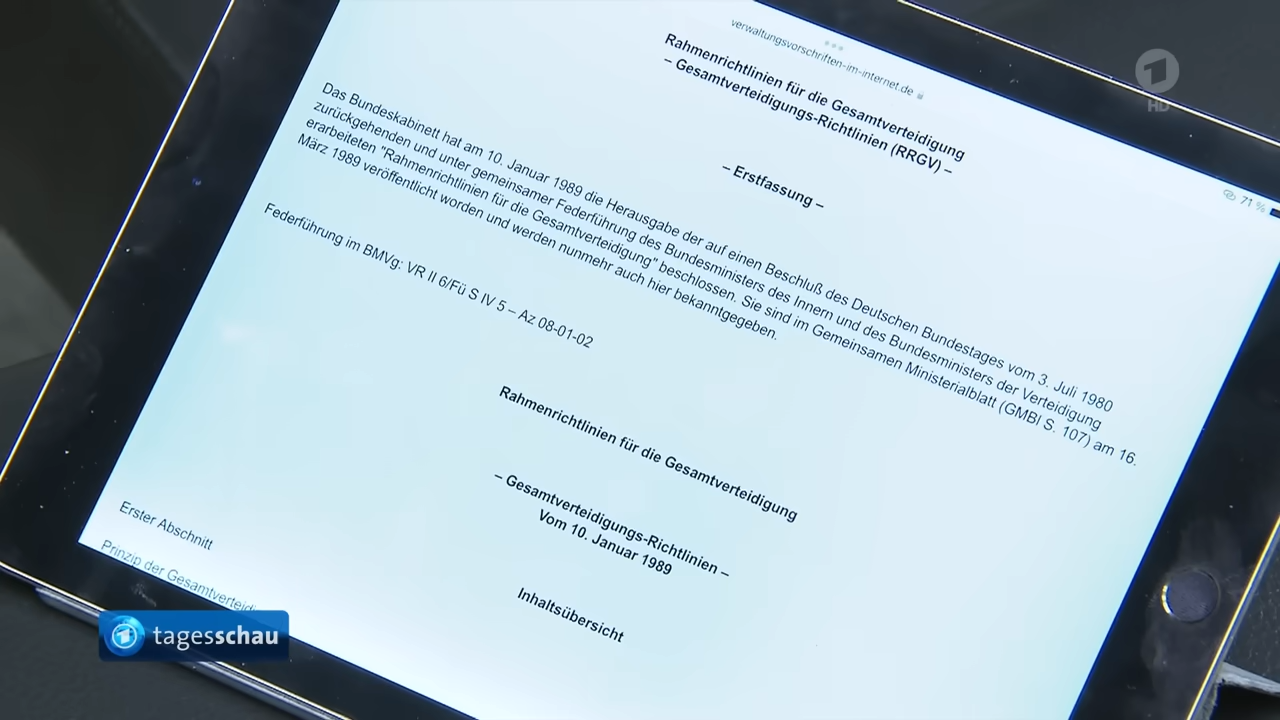 verwaltungsvorschriften-im-internet.de
71 %
HD
Rahmenrichtlinien für die Gesamtverteidigung
– Gesamtverteidigungs-Richtlinien (RRGV) –
– Erstfassung –
Das Bundeskabinett hat am 10. Januar 1989 die Herausgabe der auf einen Beschluß des Deutschen Bundestages vom 3. Juli 1980
zurückgehenden und unter gemeinsamer Federführung des Bundesministers des Innern und des Bundesministers der Verteidigung
erarbeiteten "Rahmenrichtlinien für die Gesamtverteidigung" beschlossen. Sie sind im Gemeinsamen Ministerialblatt (GMBl S. 107) am 16.
März 1989 veröffentlicht worden und werden nunmehr auch hier bekanntgegeben.
Federführung im BMVg: VR II 6/Fü S IV 5 – Az 08-01-02
Rahmenrichtlinien für die Gesamtverteidigung
– Gesamtverteidigungs-Richtlinien –
Vom 10. Januar 1989
Inhaltsübersicht
Erster Abschnitt
Prinzip der Gesamtverteidi
tagesschau